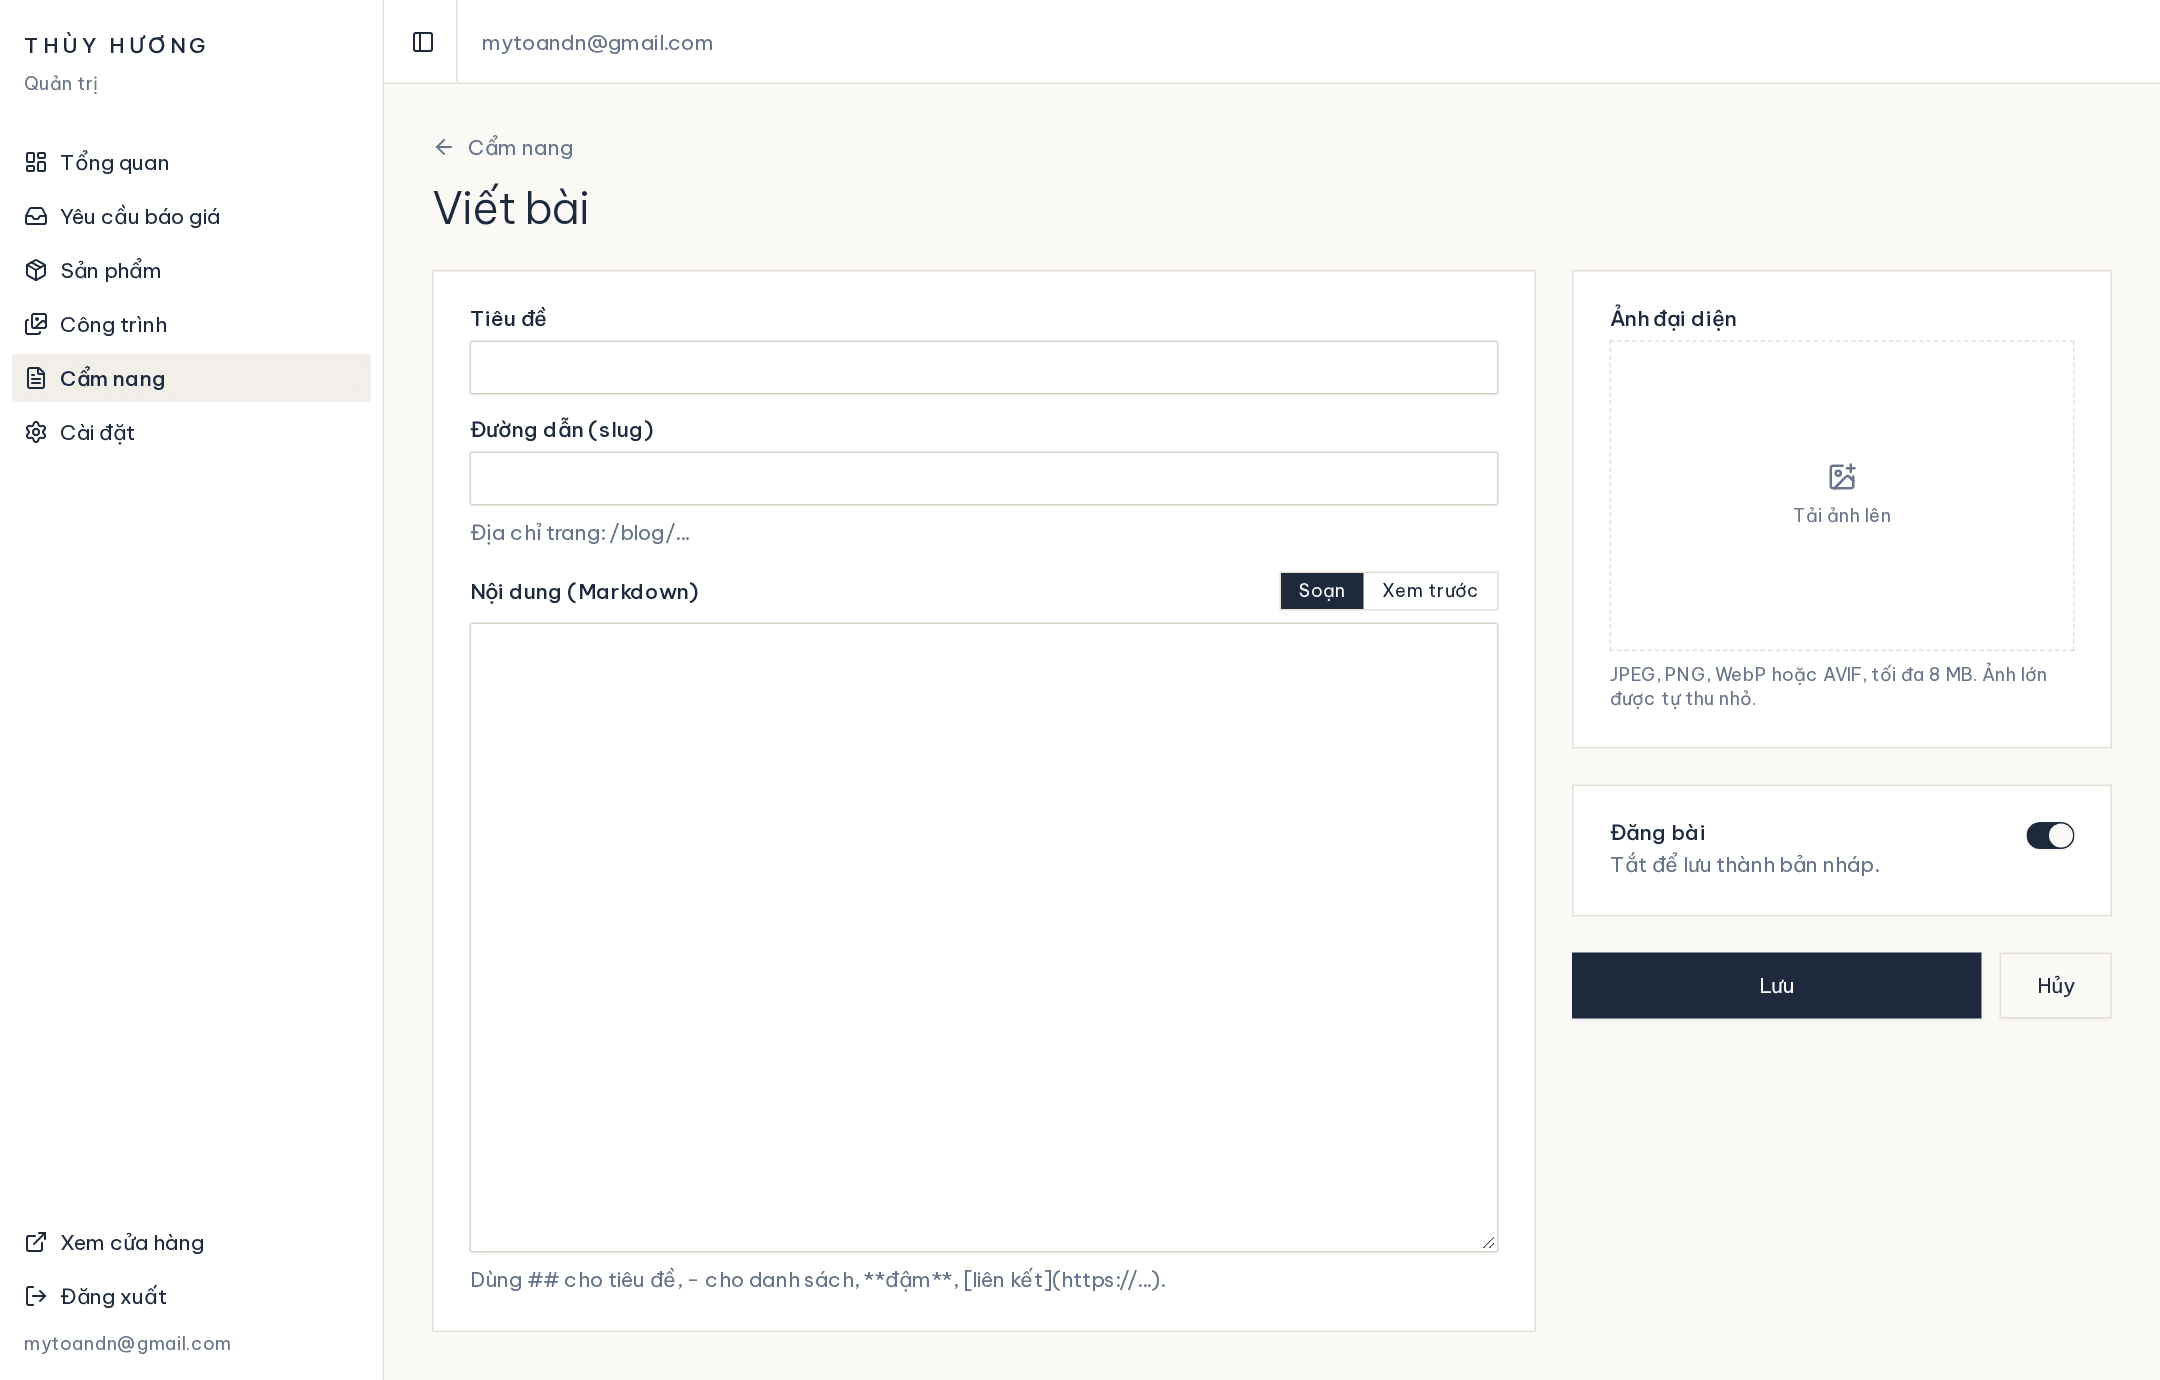 THÙY HƯƠNG
Quản trị
Tổng quan
Yêu cầu báo giá
Sản phẩm
Công trình
Cẩm nang
Cài đặt
Xem cửa hàng
Đăng xuất
mytoandn@gmail.com
mytoandn@gmail.com
Cẩm nang
Viết bài
Tiêu đề
Đường dẫn (slug)
Địa chỉ trang: /blog/...
Nội dung (Markdown)
Soạn
Xem trước
Dùng ## cho tiêu đề, - cho danh sách, **đậm**, [liên kết](https://...).
Ảnh đại diện
Tải ảnh lên
JPEG, PNG, WebP hoặc AVIF, tối đa 8 MB. Ảnh lớn
được tự thu nhỏ.
Đăng bài
Tắt để lưu thành bản nháp.
Lưu
Hủy